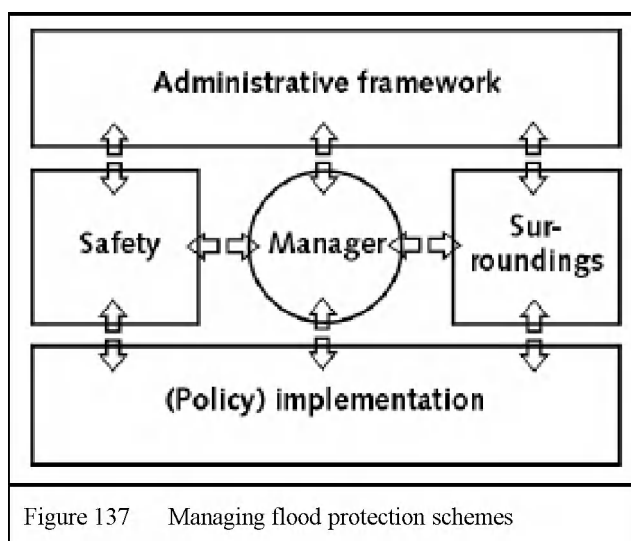 Administrative framework
Safety
Manager
Sur-
roundings
(Policy) implementation
Figure 137 Managing flood protection schemes